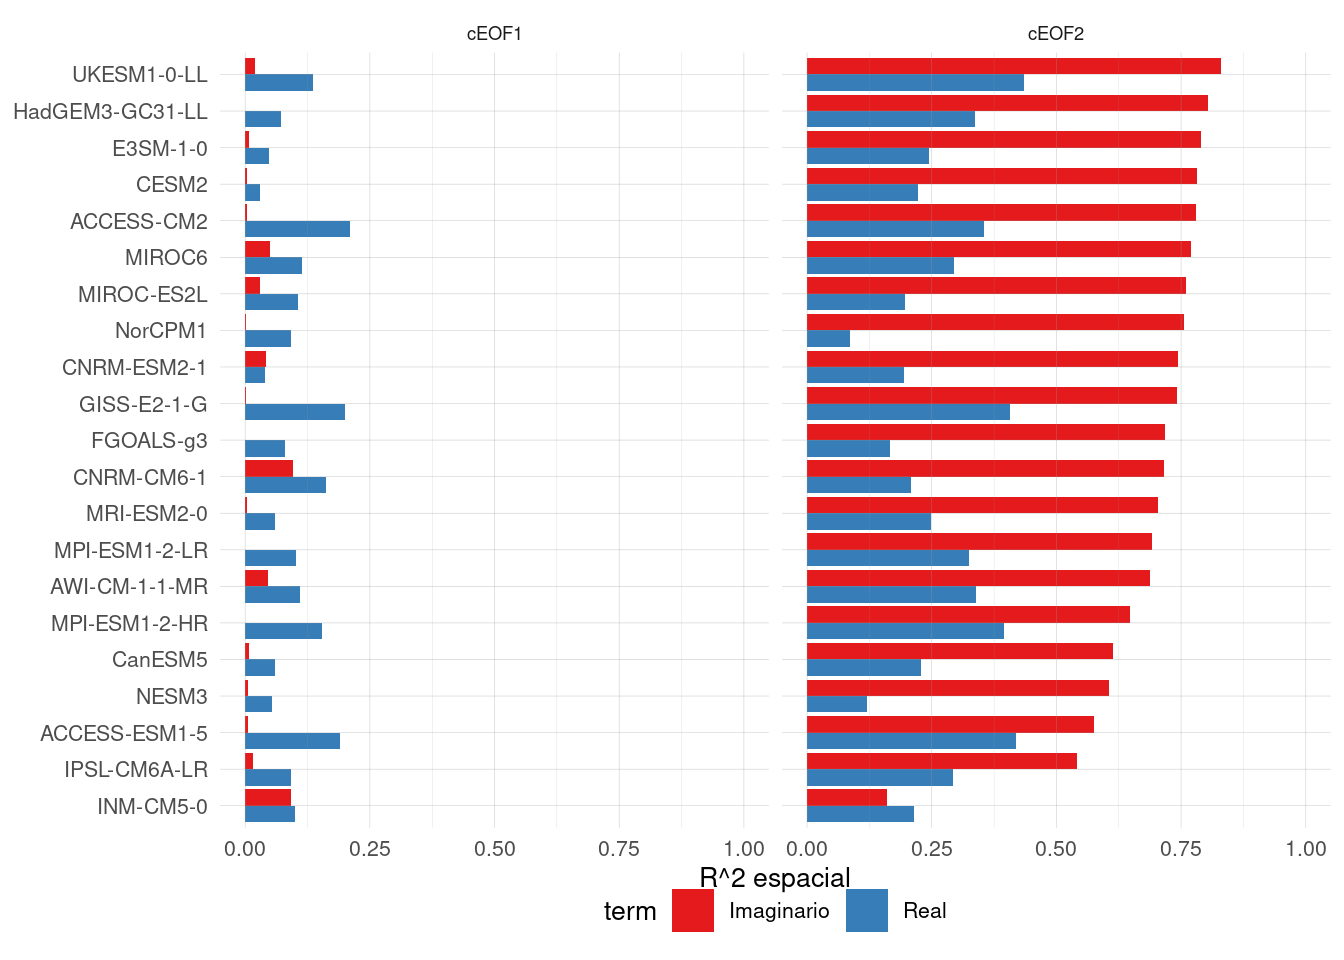 cEOF1 cEOF2
UKESM1-0-LL
HadGEM3-GC31-LL
E3SM-1-0
CESM2
ACCESS-CM2
MIROC6
MIROC-ES2L
NorCPM1
CNRM-ESM2-1
GISS-E2-1-G
FGOALS-g3
CNRM-CM6-1
MRI-ESM2-0
MPI-ESM1-2-LR
AWI-CM-1-1-MR
MPI-ESM1-2-HR
CanESM5
NESM3
ACCESS-ESM1-5
IPSL-CM6A-LR
INM-CM5-0
0.00 0.25 0.50 0.75 1.00 0.00 0.25 0.50 0.75 1.00
R^2 espacial
term Imaginario Real